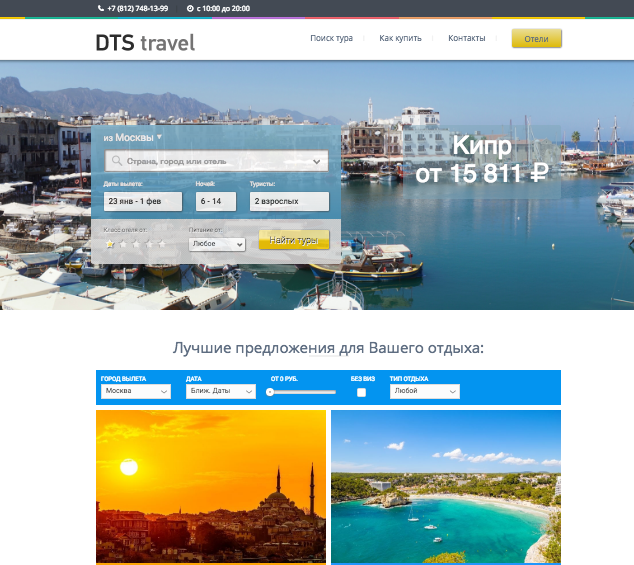 +7 (812) 748-13-99 с 10:00 до 20:00
DTS travel
Поиск тура Как купить Контакты Отели
из Москвы
Страна, город или отель
Даты вылета: Ночей: Туристы:
23 янв - 1 фев 6 - 14 2 взрослых
Класс отеля от: Питание от:
Любое Найти туры
Кипр
от 15 811 ₽
Лучшие предложения для Вашего отдыха:
ГОРОД ВЫЛЕТА ДАТА ОТ 0 РУБ. БЕЗ ВИЗ ТИП ОТДЫХА
Москва Ближ. Даты Любой